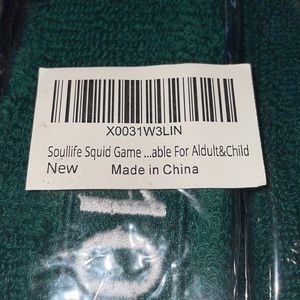 X0031W3LIN
Soullife Squid Game ...able For Aldult&Child
New Made in China